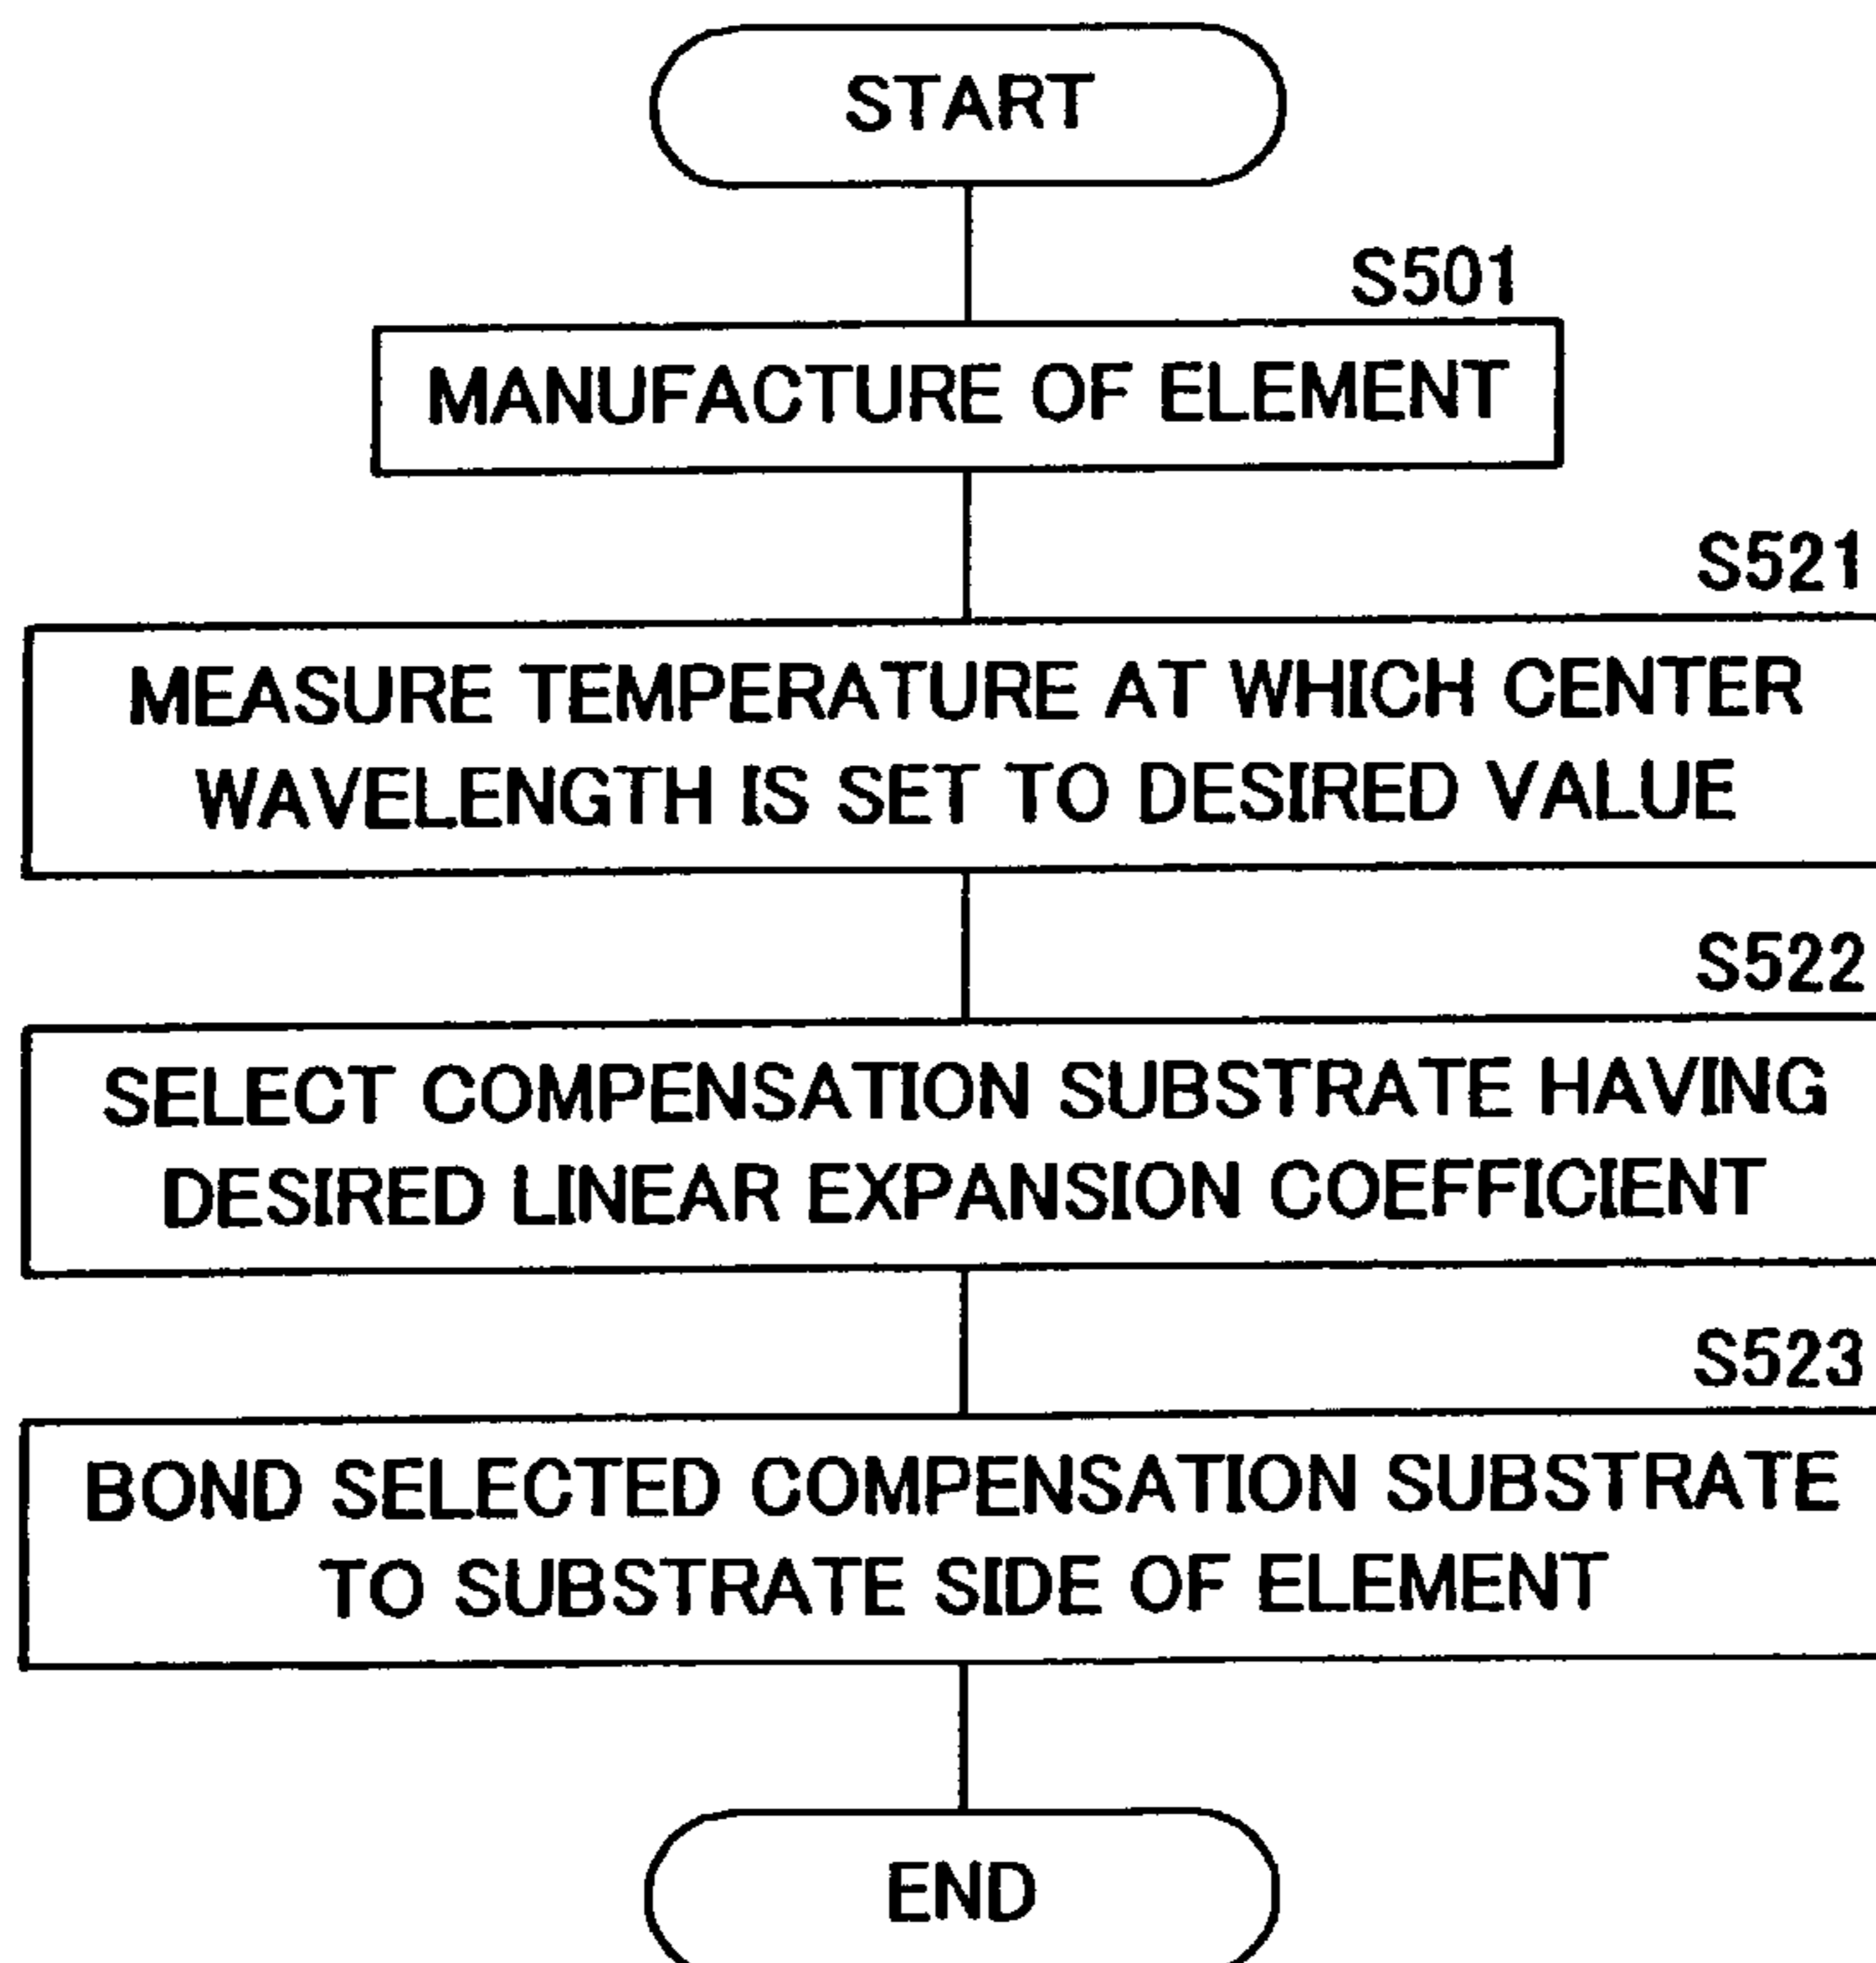 START
S501
MANUFACTURE OF ELEMENT
S521
MEASURE TEMPERATURE AT WHICH CENTER
WAVELENGTH IS SET TO DESIRED VALUE
S522
SELECT COMPENSATION SUBSTRATE HAVING
DESIRED LINEAR EXPANSION COEFFICIENT
S523
BOND SELECTED COMPENSATION SUBSTRATE
TO SUBSTRATE SIDE OF ELEMENT
END